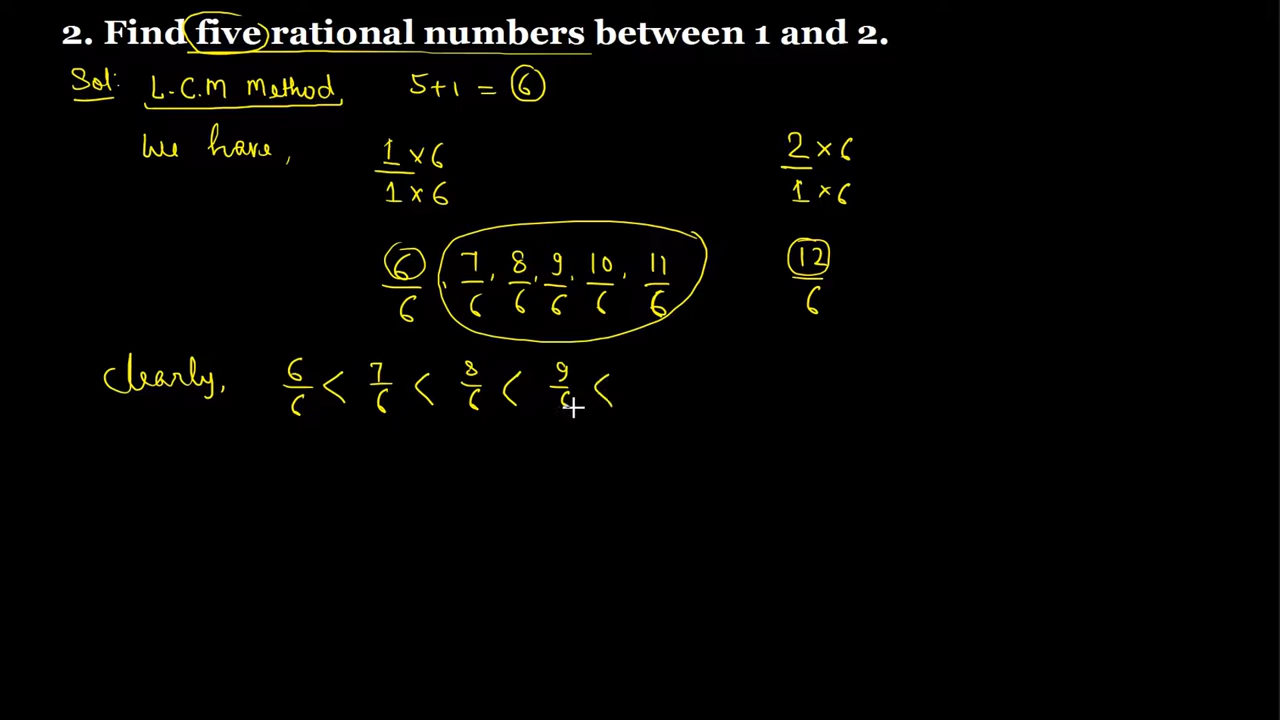 2. Find five rational numbers between 1 and 2.
Sol: L.C.M Method 5+1 = 6
We have, 1×6/1×6 2×6/1×6
6/6, 7/6, 8/6, 9/6, 10/6, 11/6 12/6
Clearly, 6/6 < 7/6 < 8/6 < 9/6 <